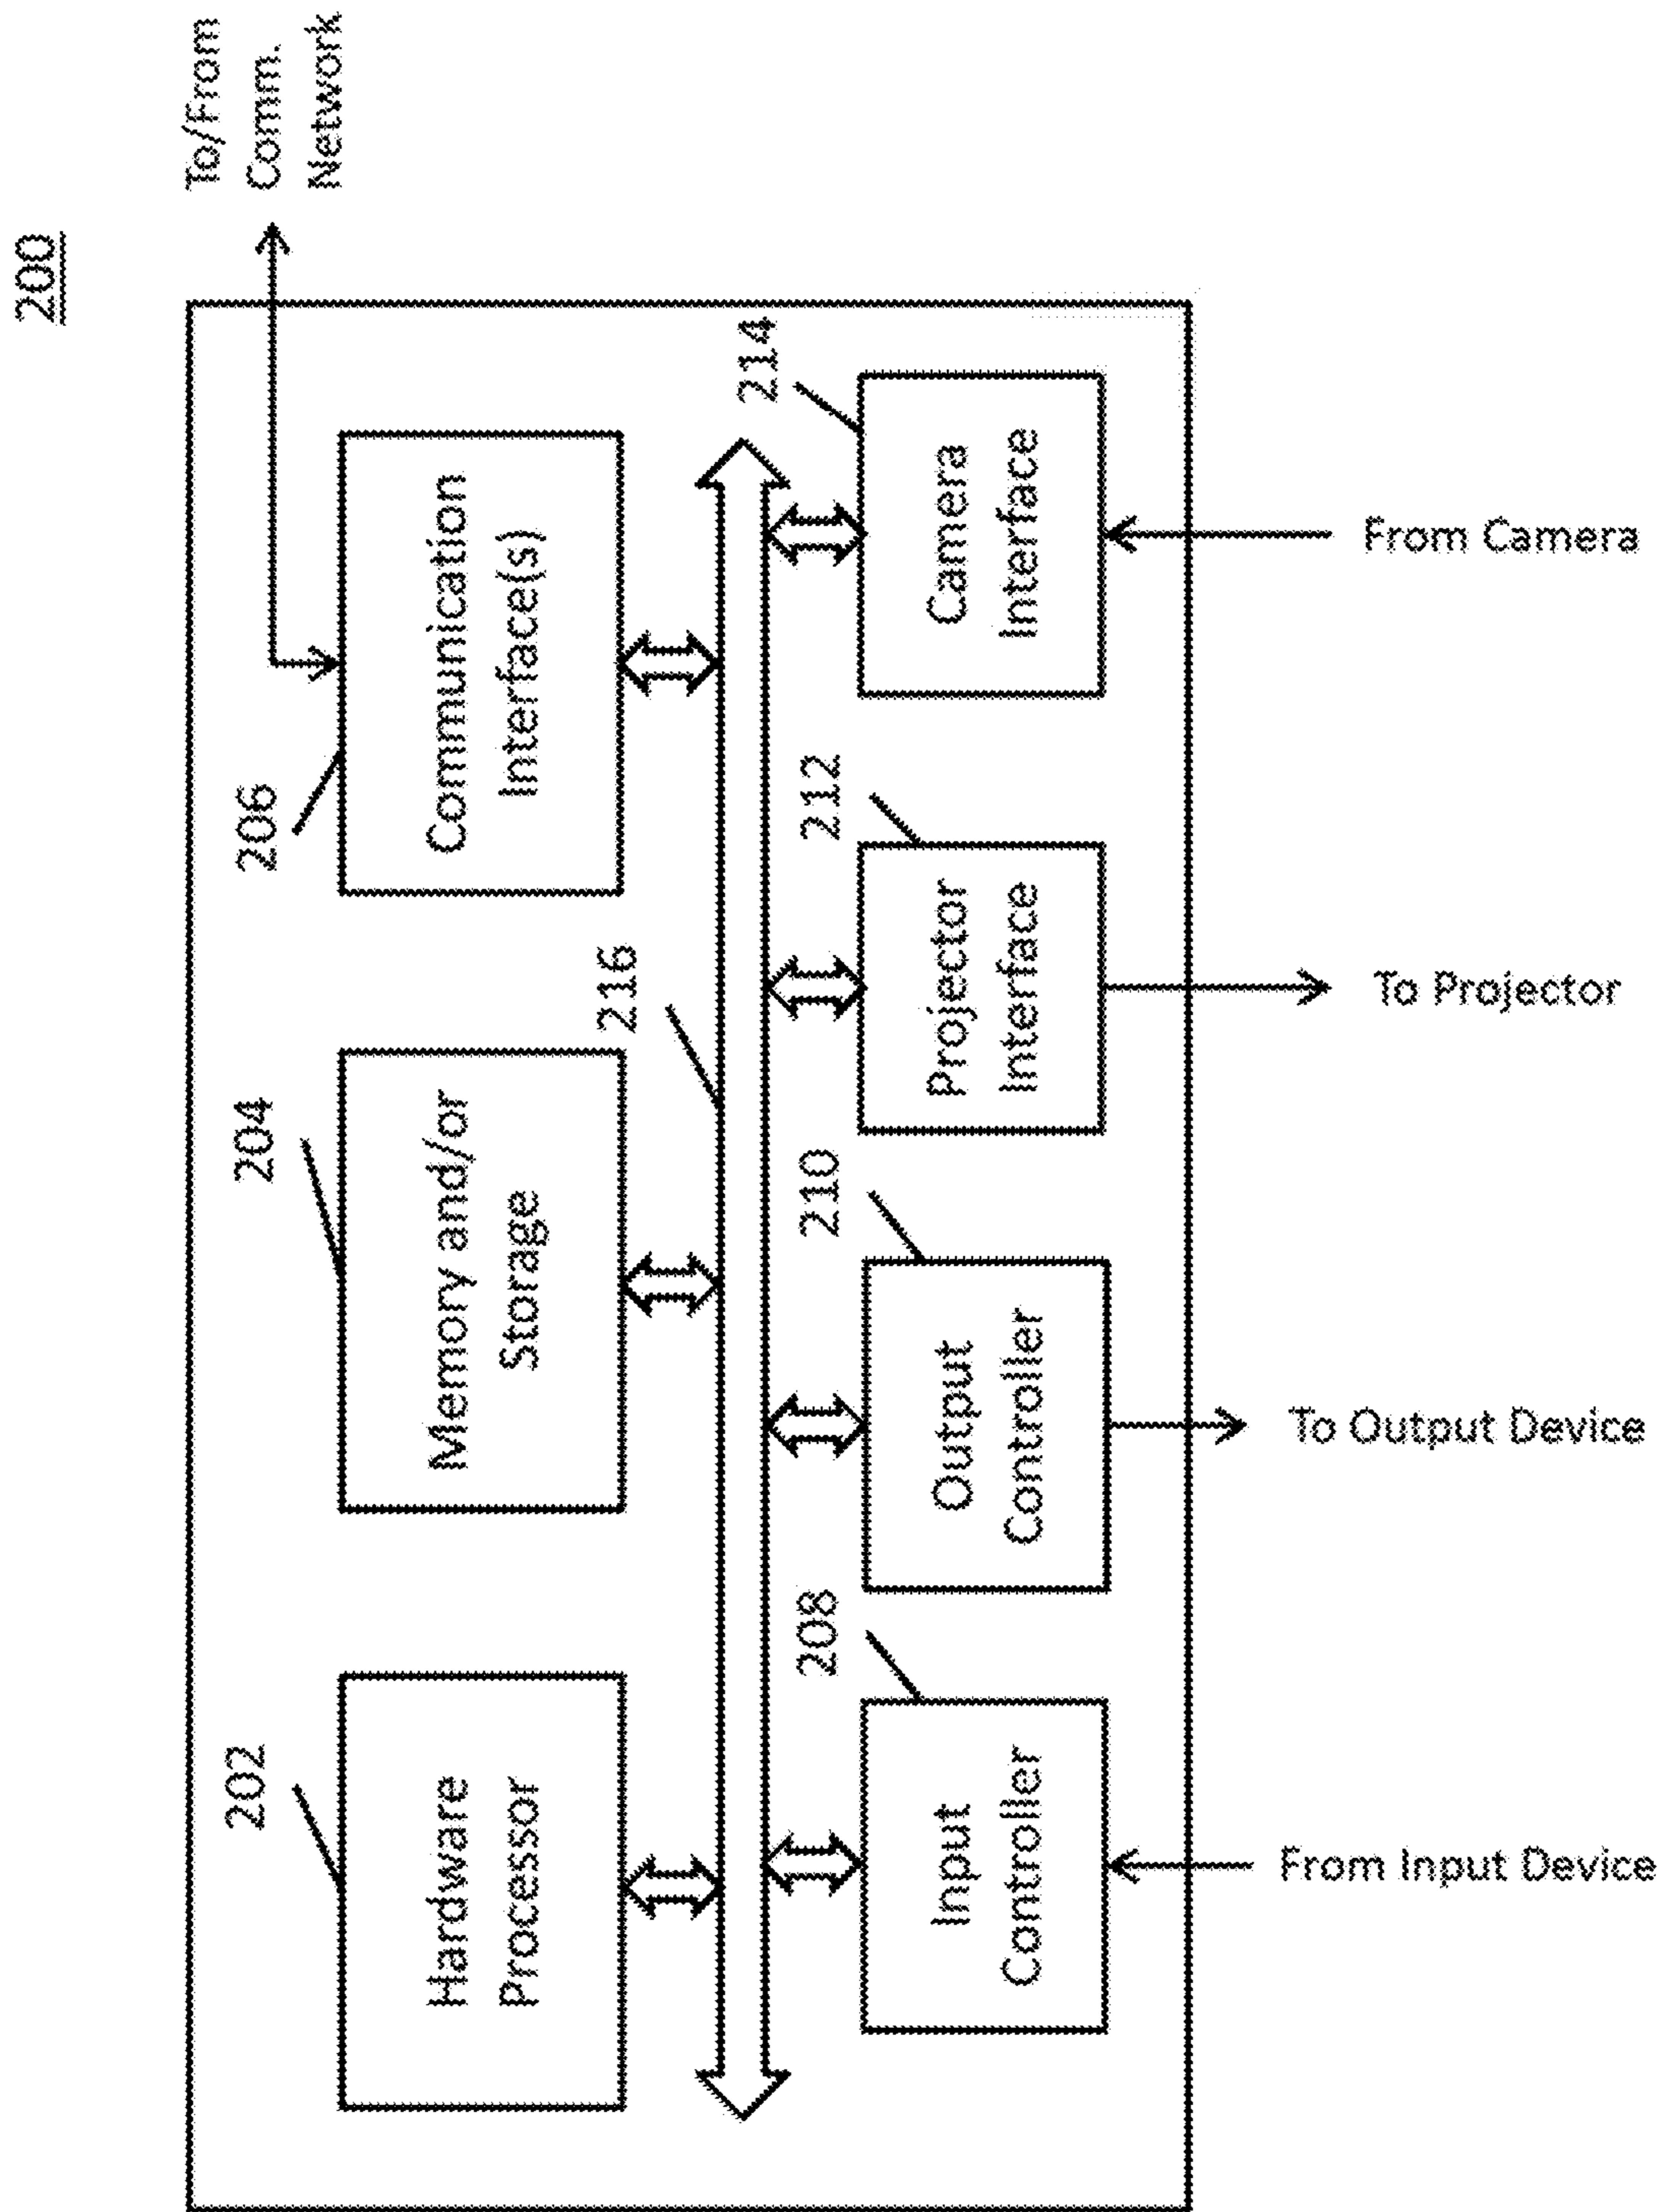 200
To/From
Comm.
Network
202
Hardware
Processor
204
Memory and/or
Storage
206
Communication
Interface(s)
216
208
Input
Controller
210
Output
Controller
212
Projector
Interface
214
Camera
Interface
From Input Device
To Output Device
To Projector
From Camera